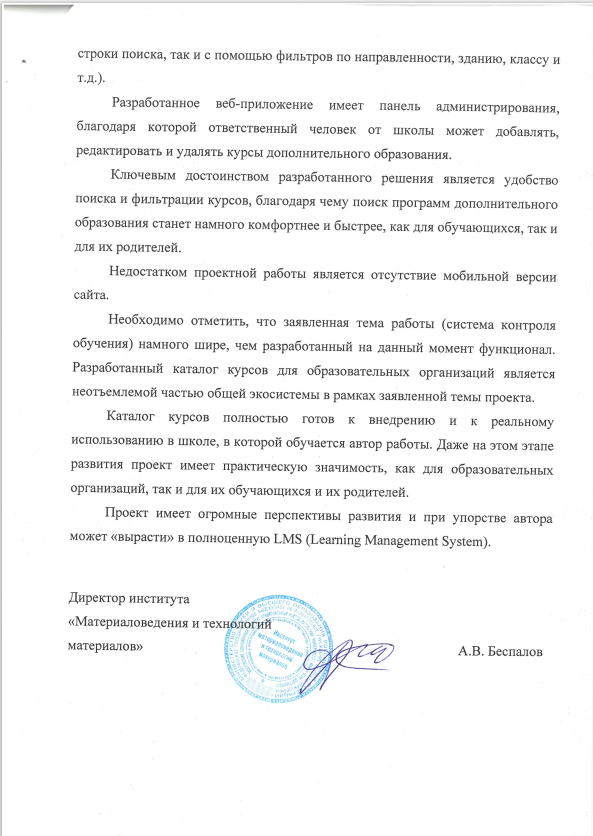 строки поиска, так и с помощью фильтров по направленности, зданию, классу и
т.д.).
Разработанное веб-приложение имеет панель администрирования,
благодаря которой ответственный человек от школы может добавлять,
редактировать и удалять курсы дополнительного образования.
Ключевым достоинством разработанного решения является удобство
поиска и фильтрации курсов, благодаря чему поиск программ дополнительного
образования станет намного комфортнее и быстрее, как для обучающихся, так и
для их родителей.
Недостатком проектной работы является отсутствие мобильной версии
сайта.
Необходимо отметить, что заявленная тема работы (система контроля
обучения) намного шире, чем разработанный на данный момент функционал.
Разработанный каталог курсов для образовательных организаций является
неотъемлемой частью общей экосистемы в рамках заявленной темы проекта.
Каталог курсов полностью готов к внедрению и к реальному
использованию в школе, в которой обучается автор работы. Даже на этом этапе
развития проект имеет практическую значимость, как для образовательных
организаций, так и для их обучающихся и их родителей.
Проект имеет огромные перспективы развития и при упорстве автора
может «вырасти» в полноценную LMS (Learning Management System).
Директор института
«Материаловедения и технологий
материалов»
А.В. Беспалов
Институт
материаловедения
и технологии
материалов